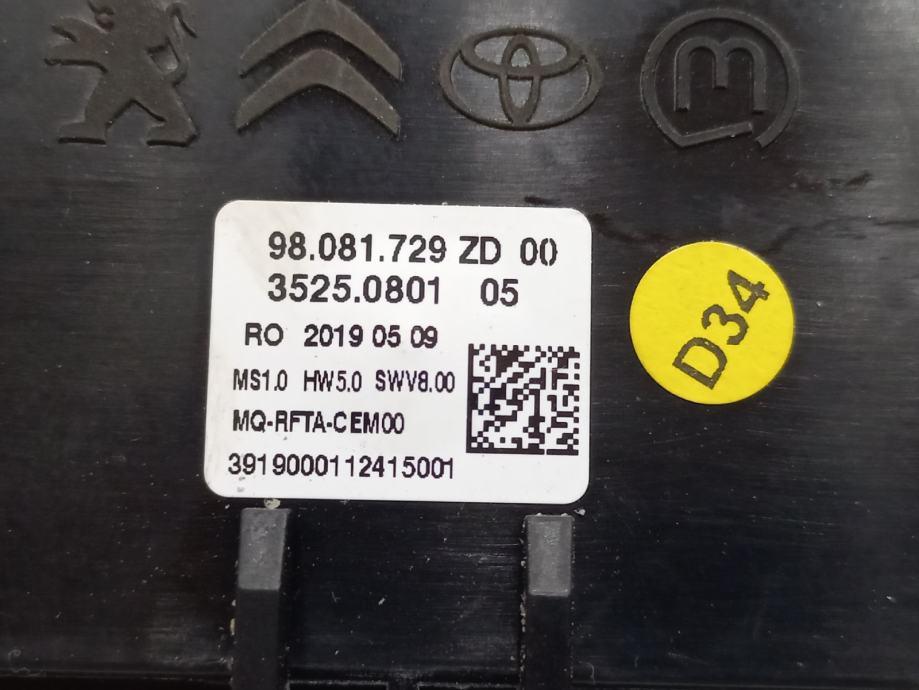 98.081.729 ZD 00
3525.0801 05
RO 2019 05 09
MS1.0 HW5.0 SWV8.00
MQ-RFTA-CEM00
3919000112415001
D34